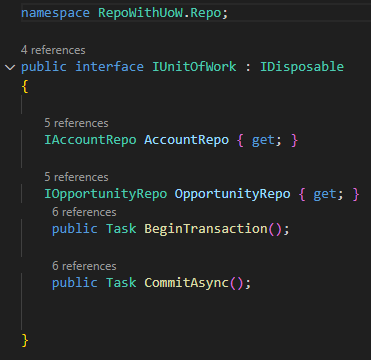 namespace RepoWithUoW.Repo;
4 references
public interface IUnitOfWork : IDisposable
{
5 references
IAccountRepo AccountRepo { get; }
5 references
IOpportunityRepo OpportunityRepo { get; }
6 references
public Task BeginTransaction();
6 references
public Task CommitAsync();
}